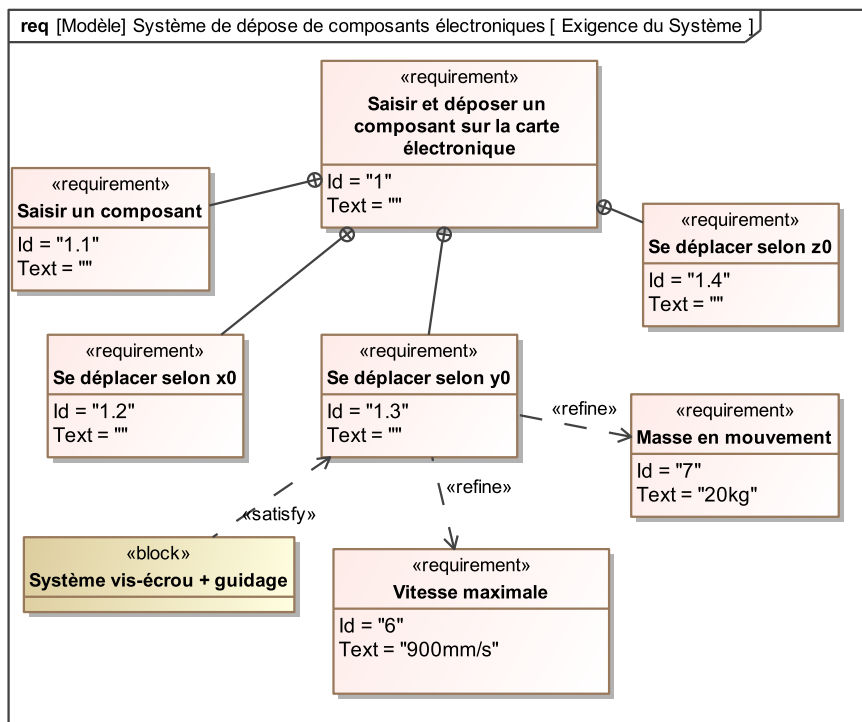 req [Modèle] Système de dépose de composants électroniques [ Exigence du Système ]
«requirement»
Saisir et déposer un
composant sur la carte
électronique
Id = "1"
Text = ""
«requirement»
Saisir un composant
Id = "1.1"
Text = ""
«requirement»
Se déplacer selon z0
Id = "1.4"
Text = ""
«requirement»
Se déplacer selon x0
Id = "1.2"
Text = ""
«requirement»
Se déplacer selon y0
Id = "1.3"
Text = ""
«refine»
«requirement»
Masse en mouvement
Id = "7"
Text = "20kg"
«refine»
«satisfy»
«block»
Système vis-écrou + guidage
«requirement»
Vitesse maximale
Id = "6"
Text = "900mm/s"